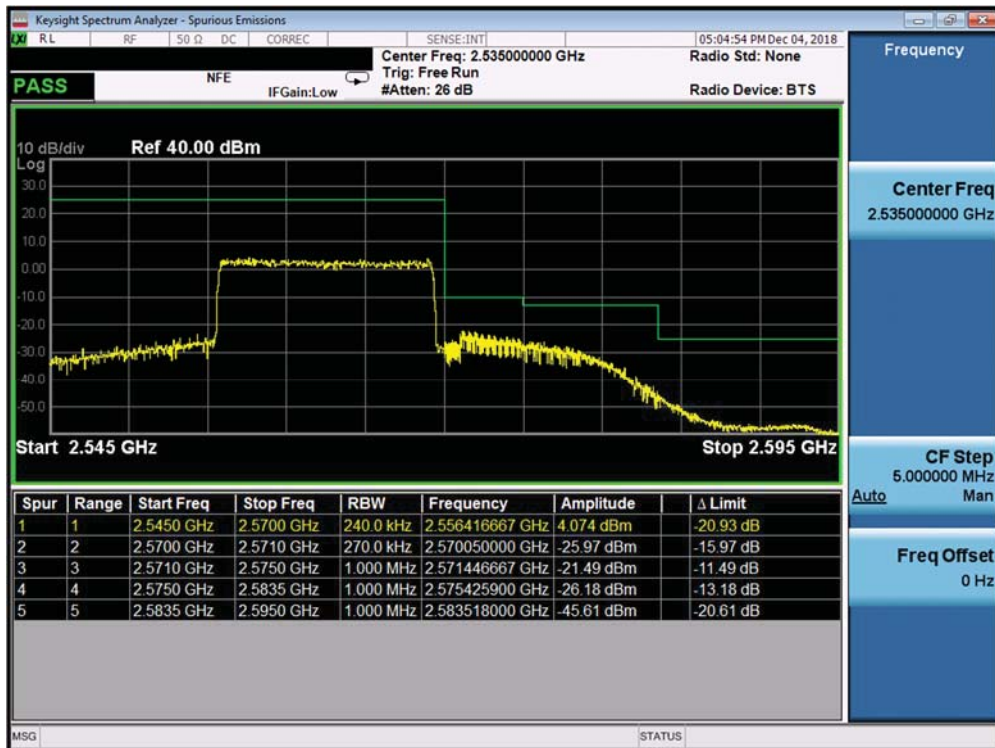 Keysight Spectrum Analyzer - Spurious Emissions
LXI RL RF 50 Ω DC CORREC SENSE:INT 05:04:54 PM Dec 04, 2018
Center Freq: 2.535000000 GHz Radio Std: None
PASS NFE Trig: Free Run
IFGain:Low #Atten: 26 dB Radio Device: BTS
10 dB/div Ref 40.00 dBm
Log
30.0
20.0
10.0
0.00
-10.0
-20.0
-30.0
-40.0
-50.0
Start 2.545 GHz Stop 2.595 GHz
Spur Range Start Freq Stop Freq RBW Frequency Amplitude Δ Limit
1 1 2.5450 GHz 2.5700 GHz 240.0 kHz 2.556416667 GHz 4.074 dBm -20.93 dB
2 2 2.5700 GHz 2.5710 GHz 270.0 kHz 2.570050000 GHz -25.97 dBm -15.97 dB
3 3 2.5710 GHz 2.5750 GHz 1.000 MHz 2.571446667 GHz -21.49 dBm -11.49 dB
4 4 2.5750 GHz 2.5835 GHz 1.000 MHz 2.575425900 GHz -26.18 dBm -13.18 dB
5 5 2.5835 GHz 2.5950 GHz 1.000 MHz 2.583518000 GHz -45.61 dBm -20.61 dB
MSG STATUS
Frequency
Center Freq
2.535000000 GHz
CF Step
5.000000 MHz
Auto Man
Freq Offset
0 Hz